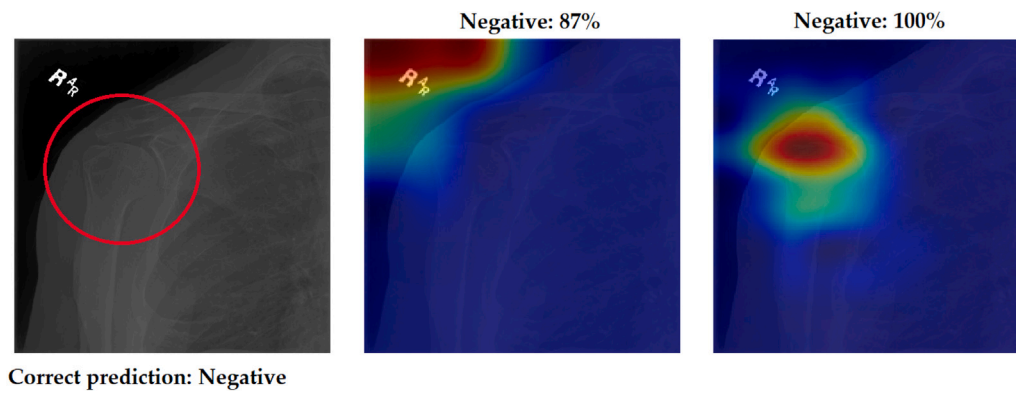 Negative: 87%
Negative: 100%
R A R
R A R
R A R
Correct prediction: Negative